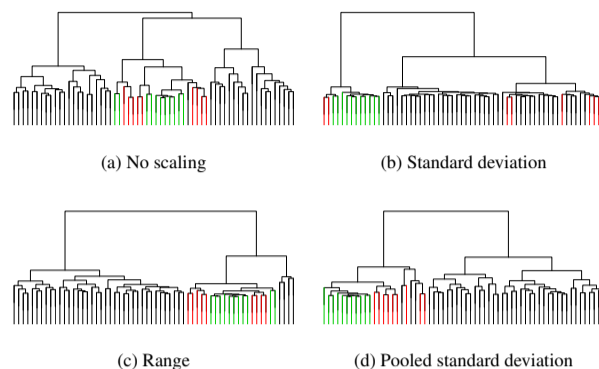 (a) No scaling
(b) Standard deviation
(c) Range
(d) Pooled standard deviation